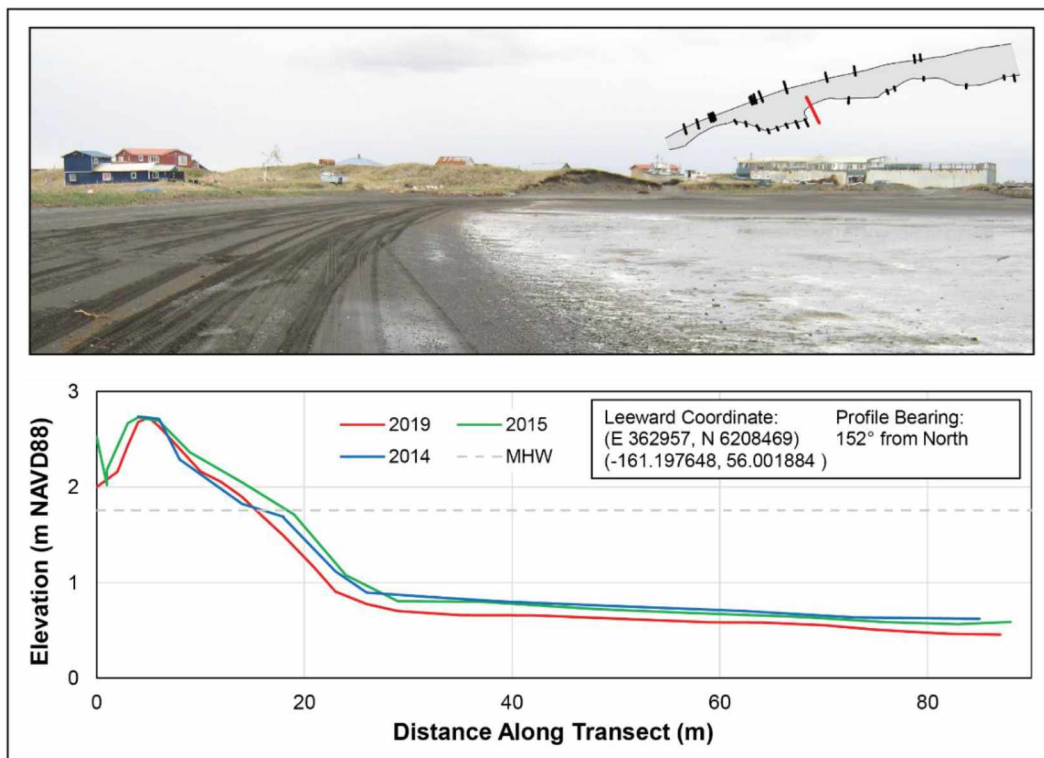 3
2
1
0
Elevation (m NAVD88)
2019
2015
2014
MHW
Leeward Coordinate:
(E 362957, N 6208469)
(-161.197648, 56.001884 )
Profile Bearing:
152° from North
0
20
40
60
80
Distance Along Transect (m)